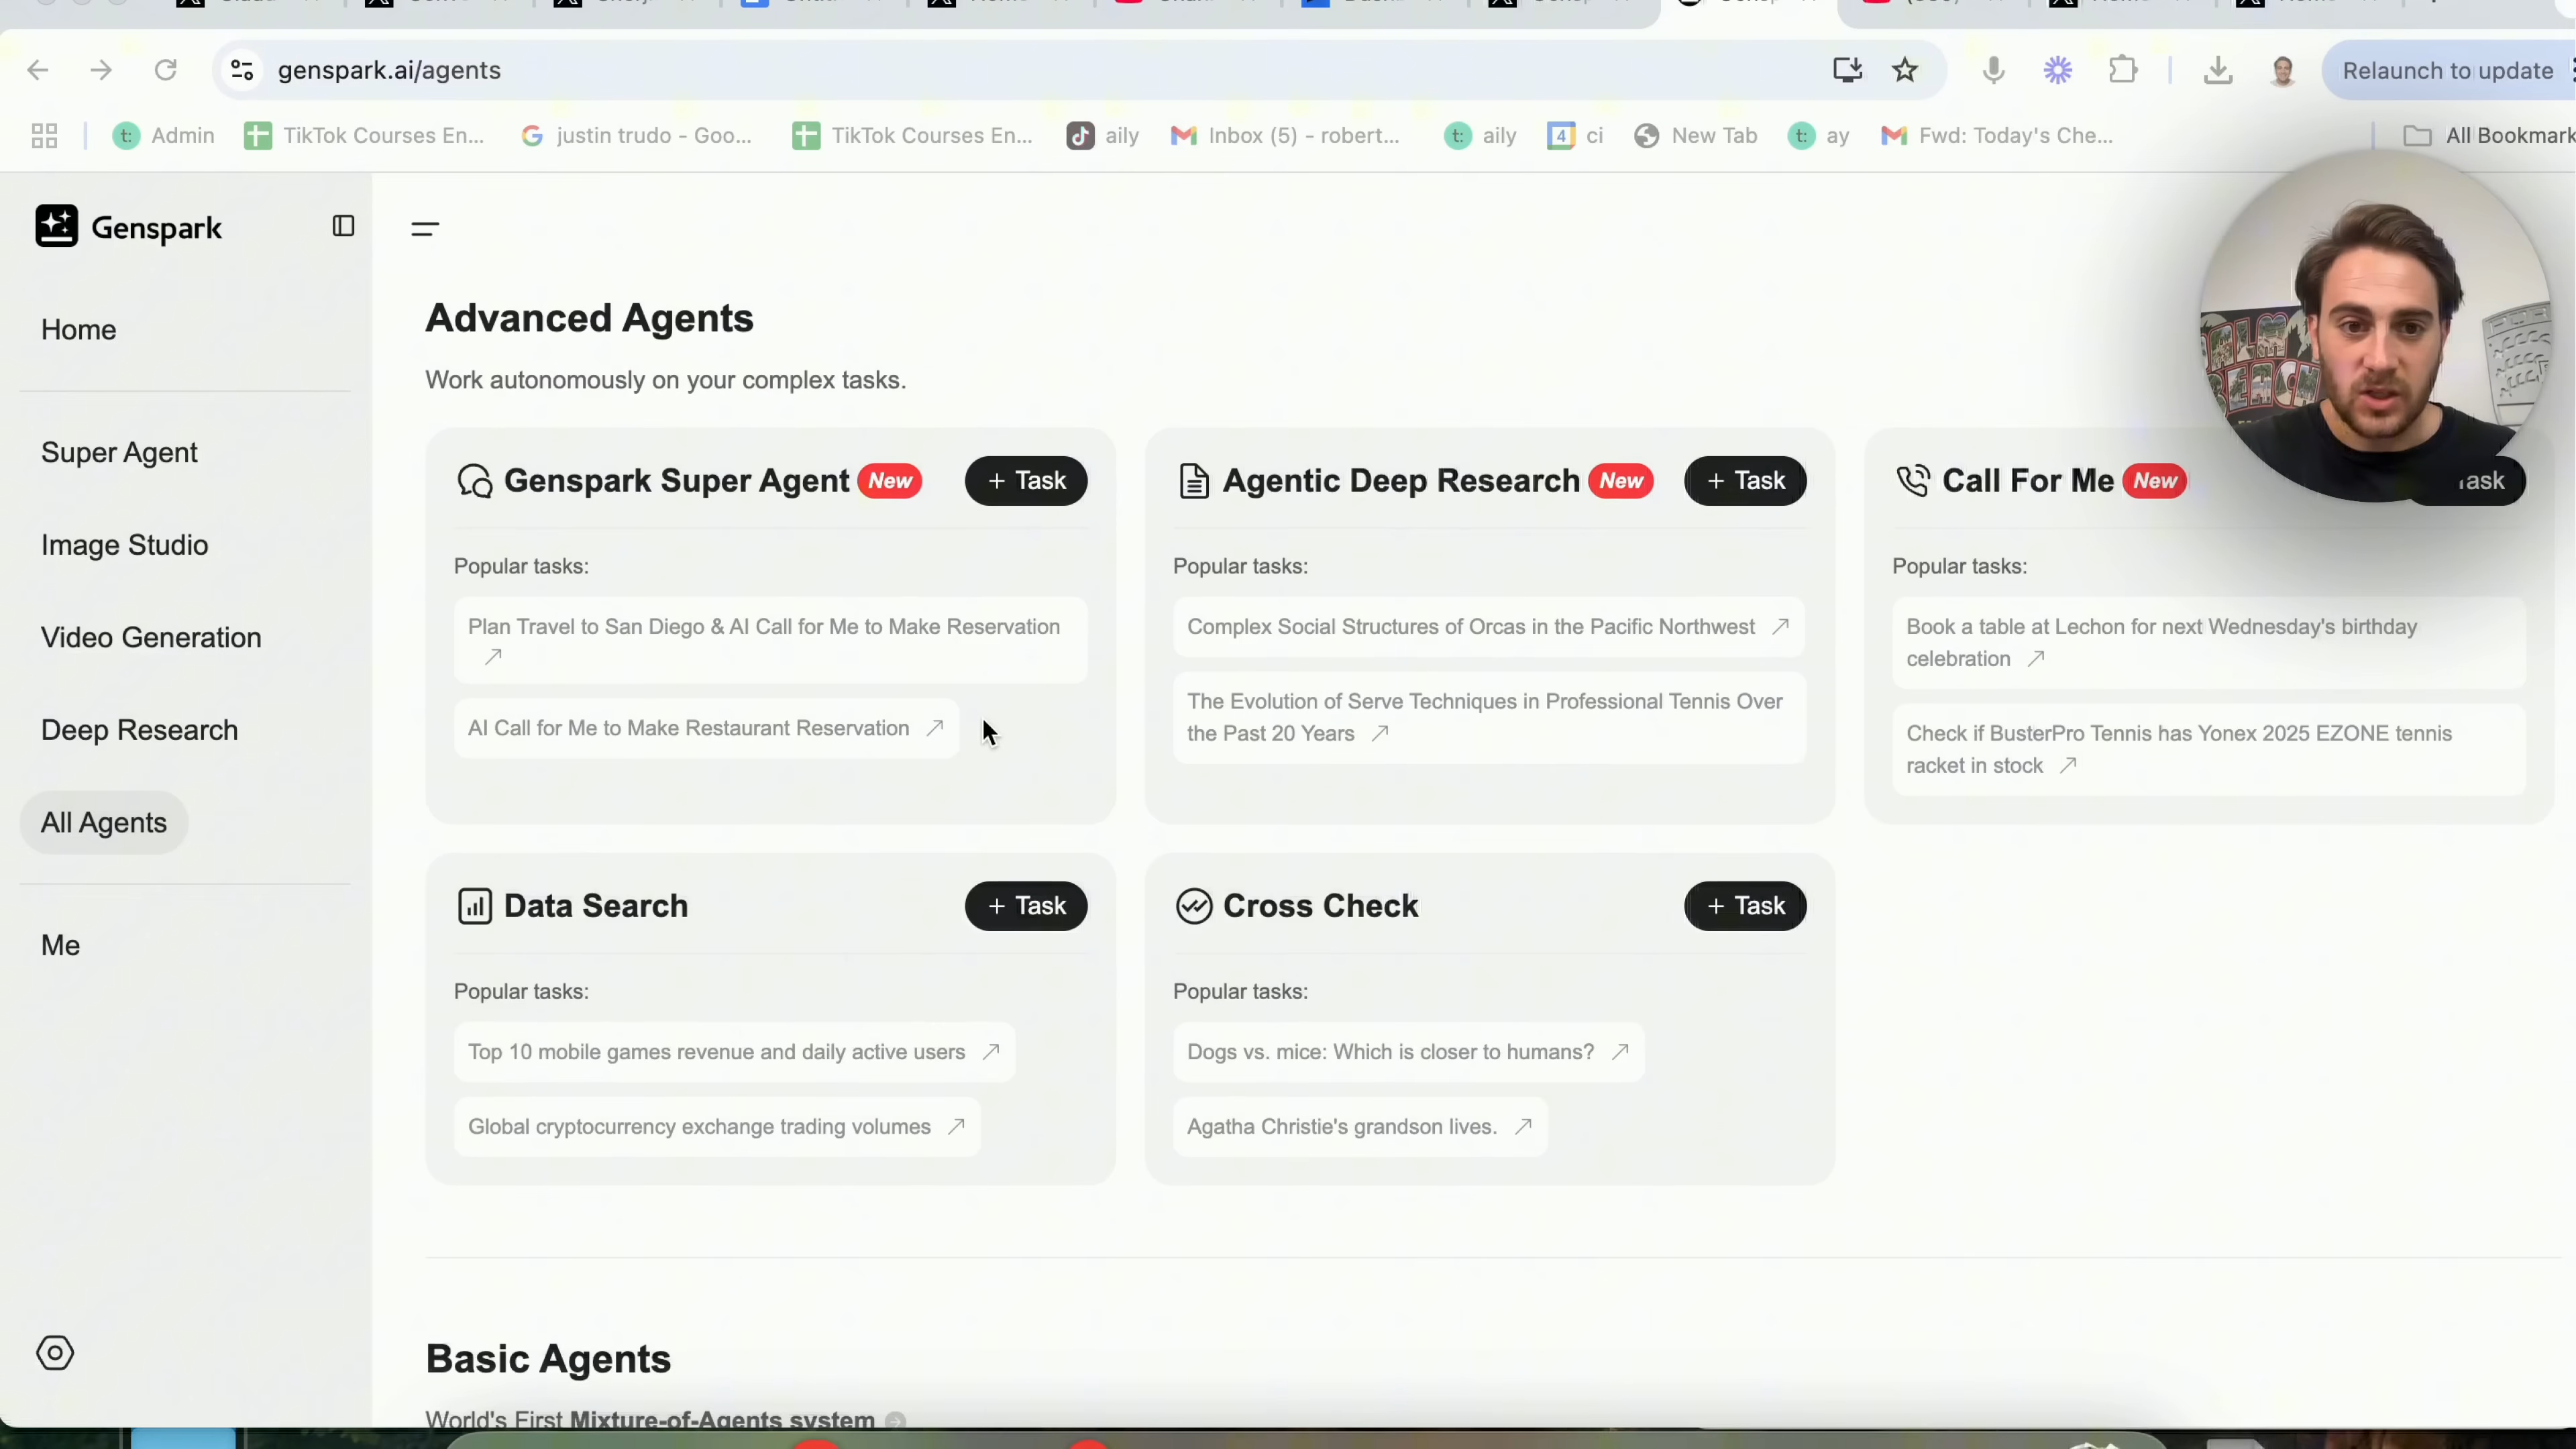 genspark.ai/agents
Relaunch to update
Admin
TikTok Courses En...
justin trudo - Goo...
TikTok Courses En...
aily
Inbox (5) - robert...
aily
4
ci
New Tab
ay
Fwd: Today's Che...
All Bookmark
Genspark
Home
Super Agent
Image Studio
Video Generation
Deep Research
All Agents
Me
Advanced Agents
Work autonomously on your complex tasks.
Genspark Super Agent New
+ Task
Popular tasks:
Plan Travel to San Diego & AI Call for Me to Make Reservation
AI Call for Me to Make Restaurant Reservation
Agentic Deep Research New
+ Task
Popular tasks:
Complex Social Structures of Orcas in the Pacific Northwest
The Evolution of Serve Techniques in Professional Tennis Over
the Past 20 Years
Call For Me New
Task
Popular tasks:
Book a table at Lechon for next Wednesday's birthday
celebration
Check if BusterPro Tennis has Yonex 2025 EZONE tennis
racket in stock
Data Search
+ Task
Popular tasks:
Top 10 mobile games revenue and daily active users
Global cryptocurrency exchange trading volumes
Cross Check
+ Task
Popular tasks:
Dogs vs. mice: Which is closer to humans?
Agatha Christie's grandson lives.
Basic Agents
World's First Mixture-of-Agents system